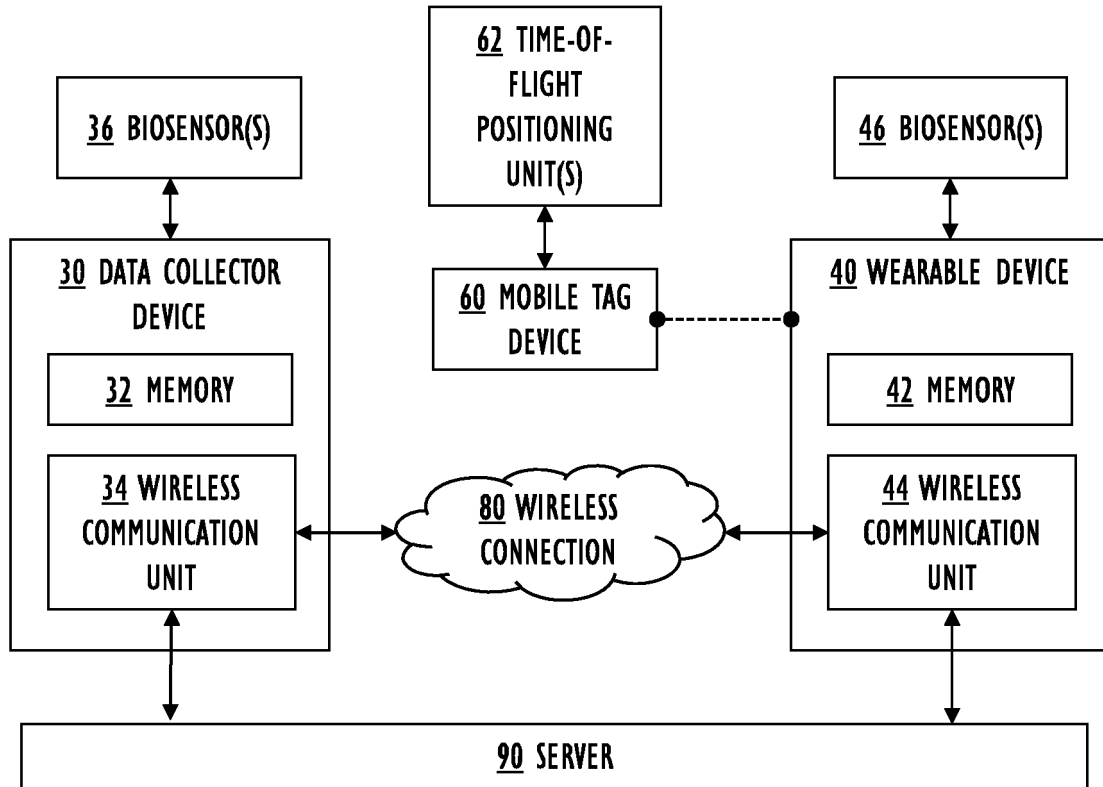 62 TIME-OF-
FLIGHT
POSITIONING
UNIT(S)
36 BIOSENSOR(S)
46 BIOSENSOR(S)
30 DATA COLLECTOR
DEVICE
60 MOBILE TAG
DEVICE
40 WEARABLE DEVICE
32 MEMORY
42 MEMORY
34 WIRELESS
COMMUNICATION
UNIT
80 WIRELESS
CONNECTION
44 WIRELESS
COMMUNICATION
UNIT
90 SERVER